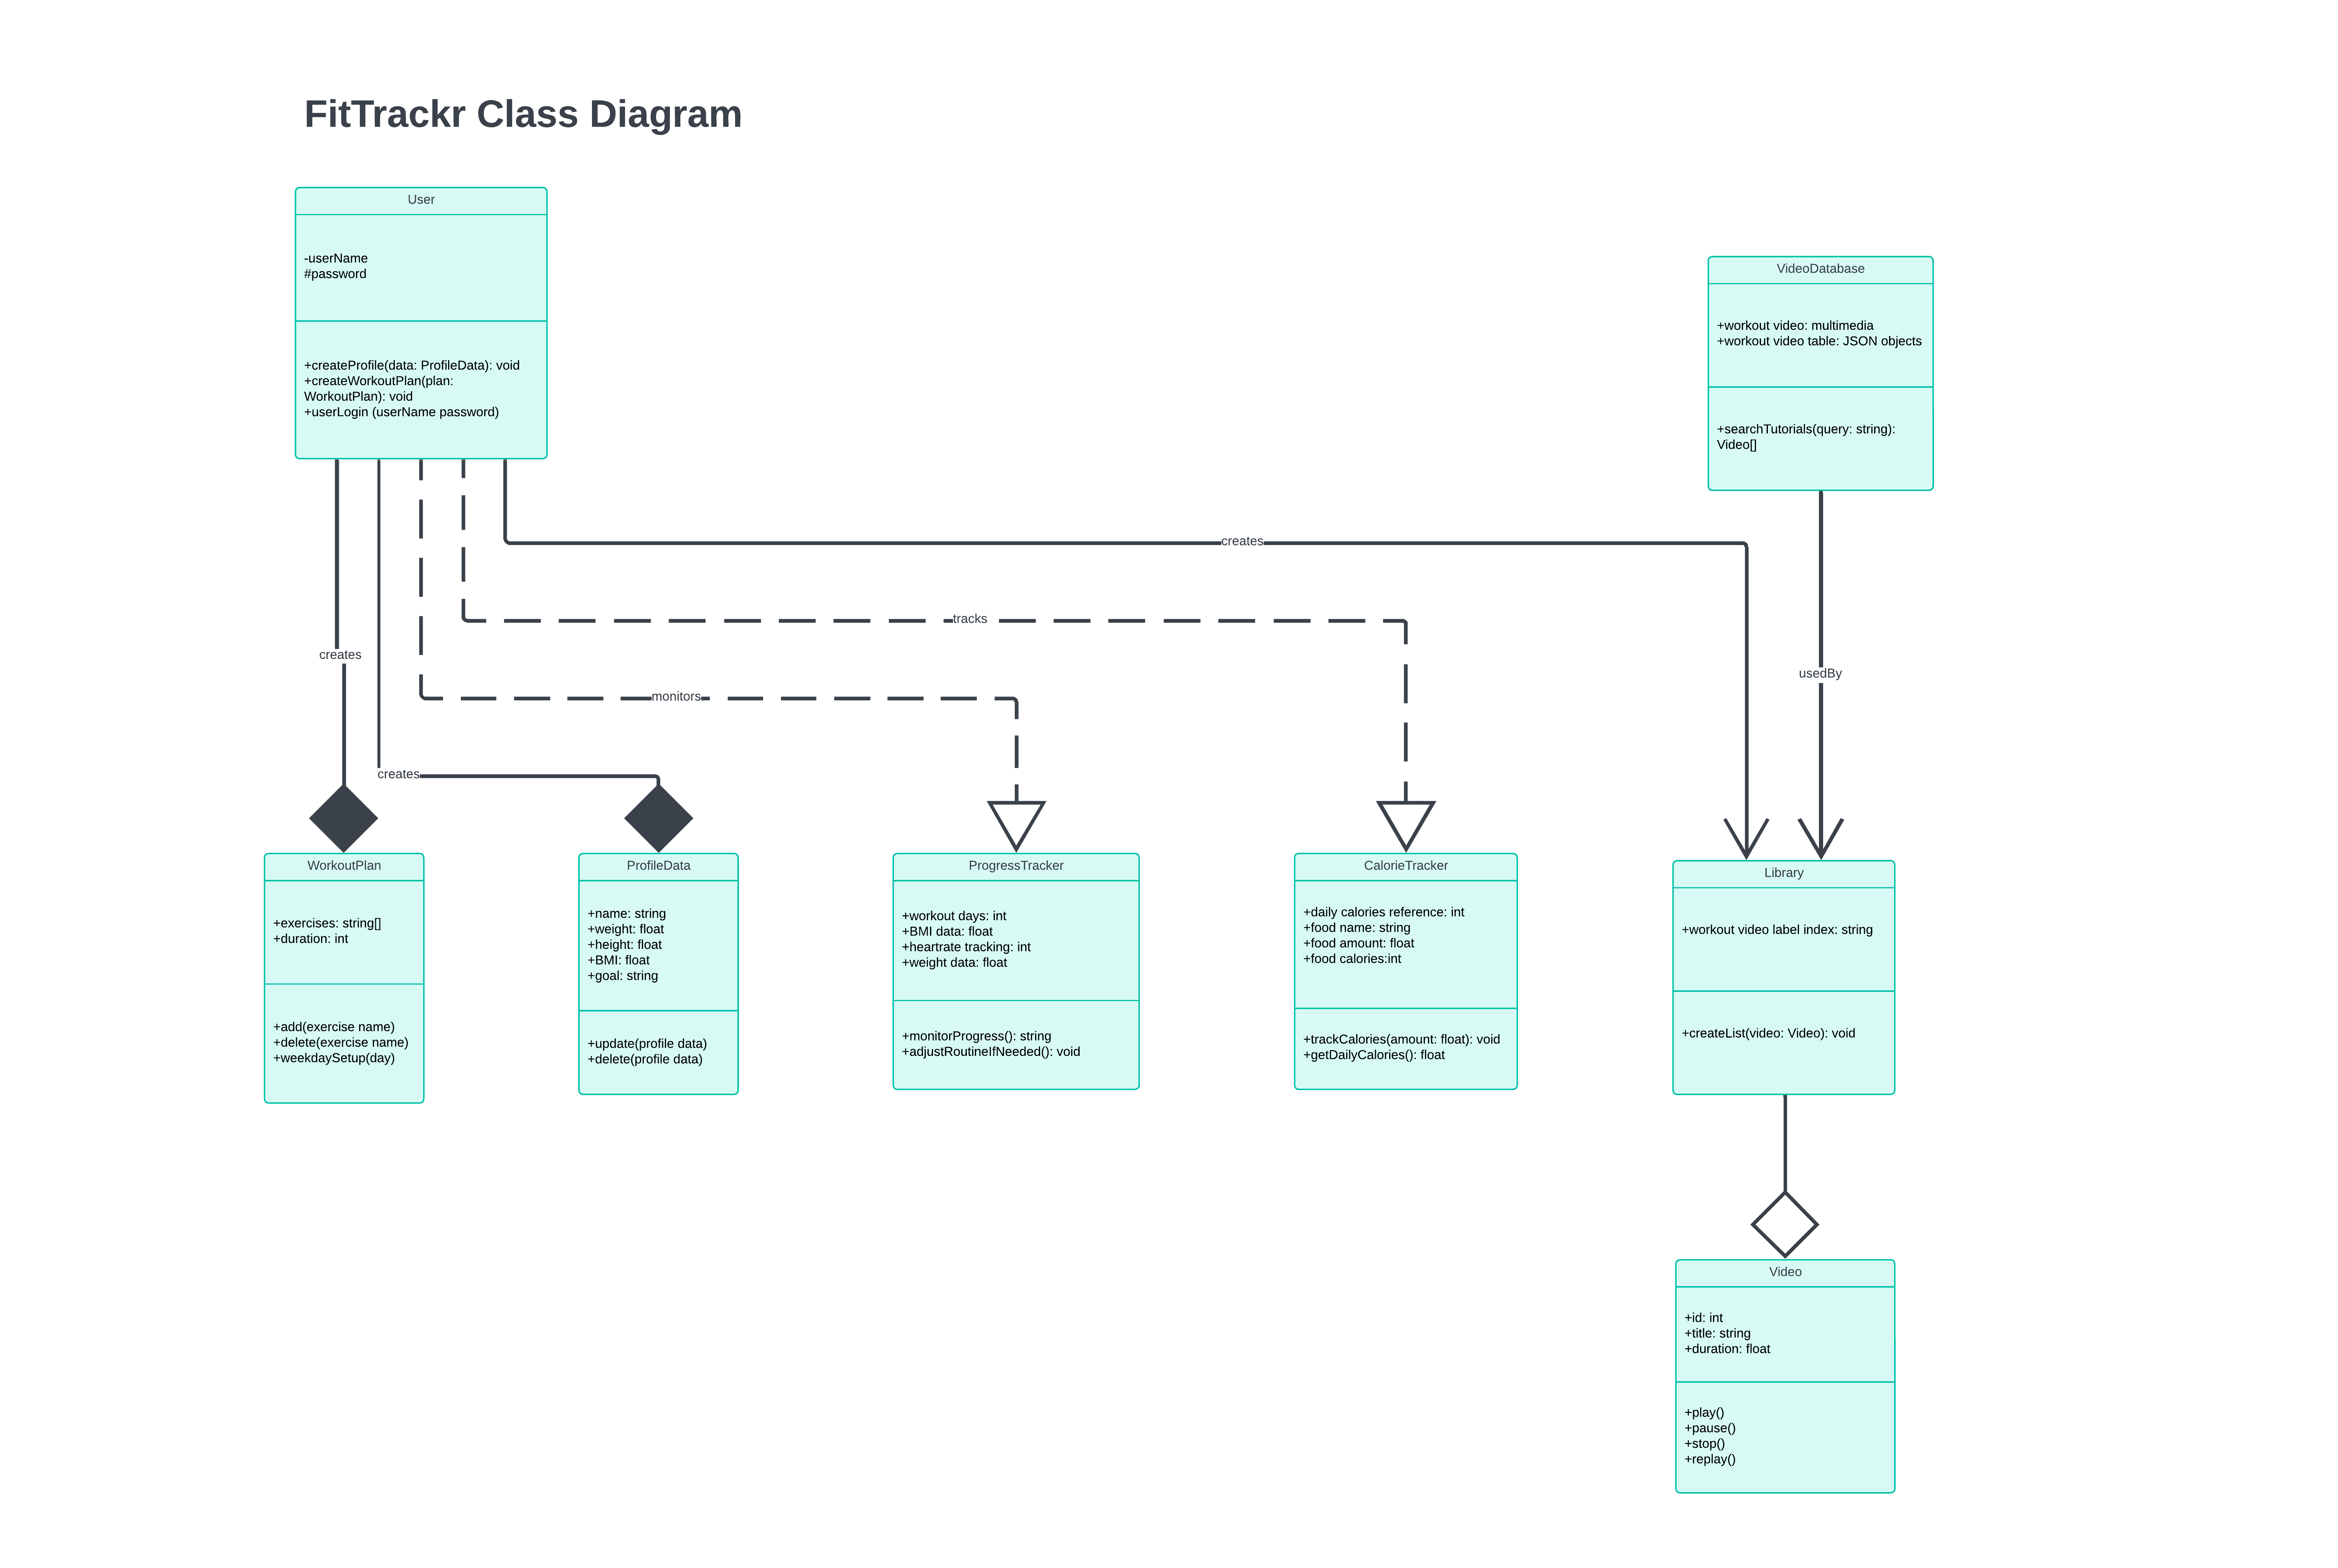 FitTrackr Class Diagram
User
-userName
#password
+createProfile(data: ProfileData): void
+createWorkoutPlan(plan:
WorkoutPlan): void
+userLogin (userName password)
VideoDatabase
+workout video: multimedia
+workout video table: JSON objects
+searchTutorials(query: string):
Video[]
creates
tracks
creates
usedBy
monitors
creates
WorkoutPlan
+exercises: string[]
+duration: int
+add(exercise name)
+delete(exercise name)
+weekdaySetup(day)
ProfileData
+name: string
+weight: float
+height: float
+BMI: float
+goal: string
+update(profile data)
+delete(profile data)
ProgressTracker
+workout days: int
+BMI data: float
+heartrate tracking: int
+weight data: float
+monitorProgress(): string
+adjustRoutineIfNeeded(): void
CalorieTracker
+daily calories reference: int
+food name: string
+food amount: float
+food calories:int
+trackCalories(amount: float): void
+getDailyCalories(): float
Library
+workout video label index: string
+createList(video: Video): void
Video
+id: int
+title: string
+duration: float
+play()
+pause()
+stop()
+replay()